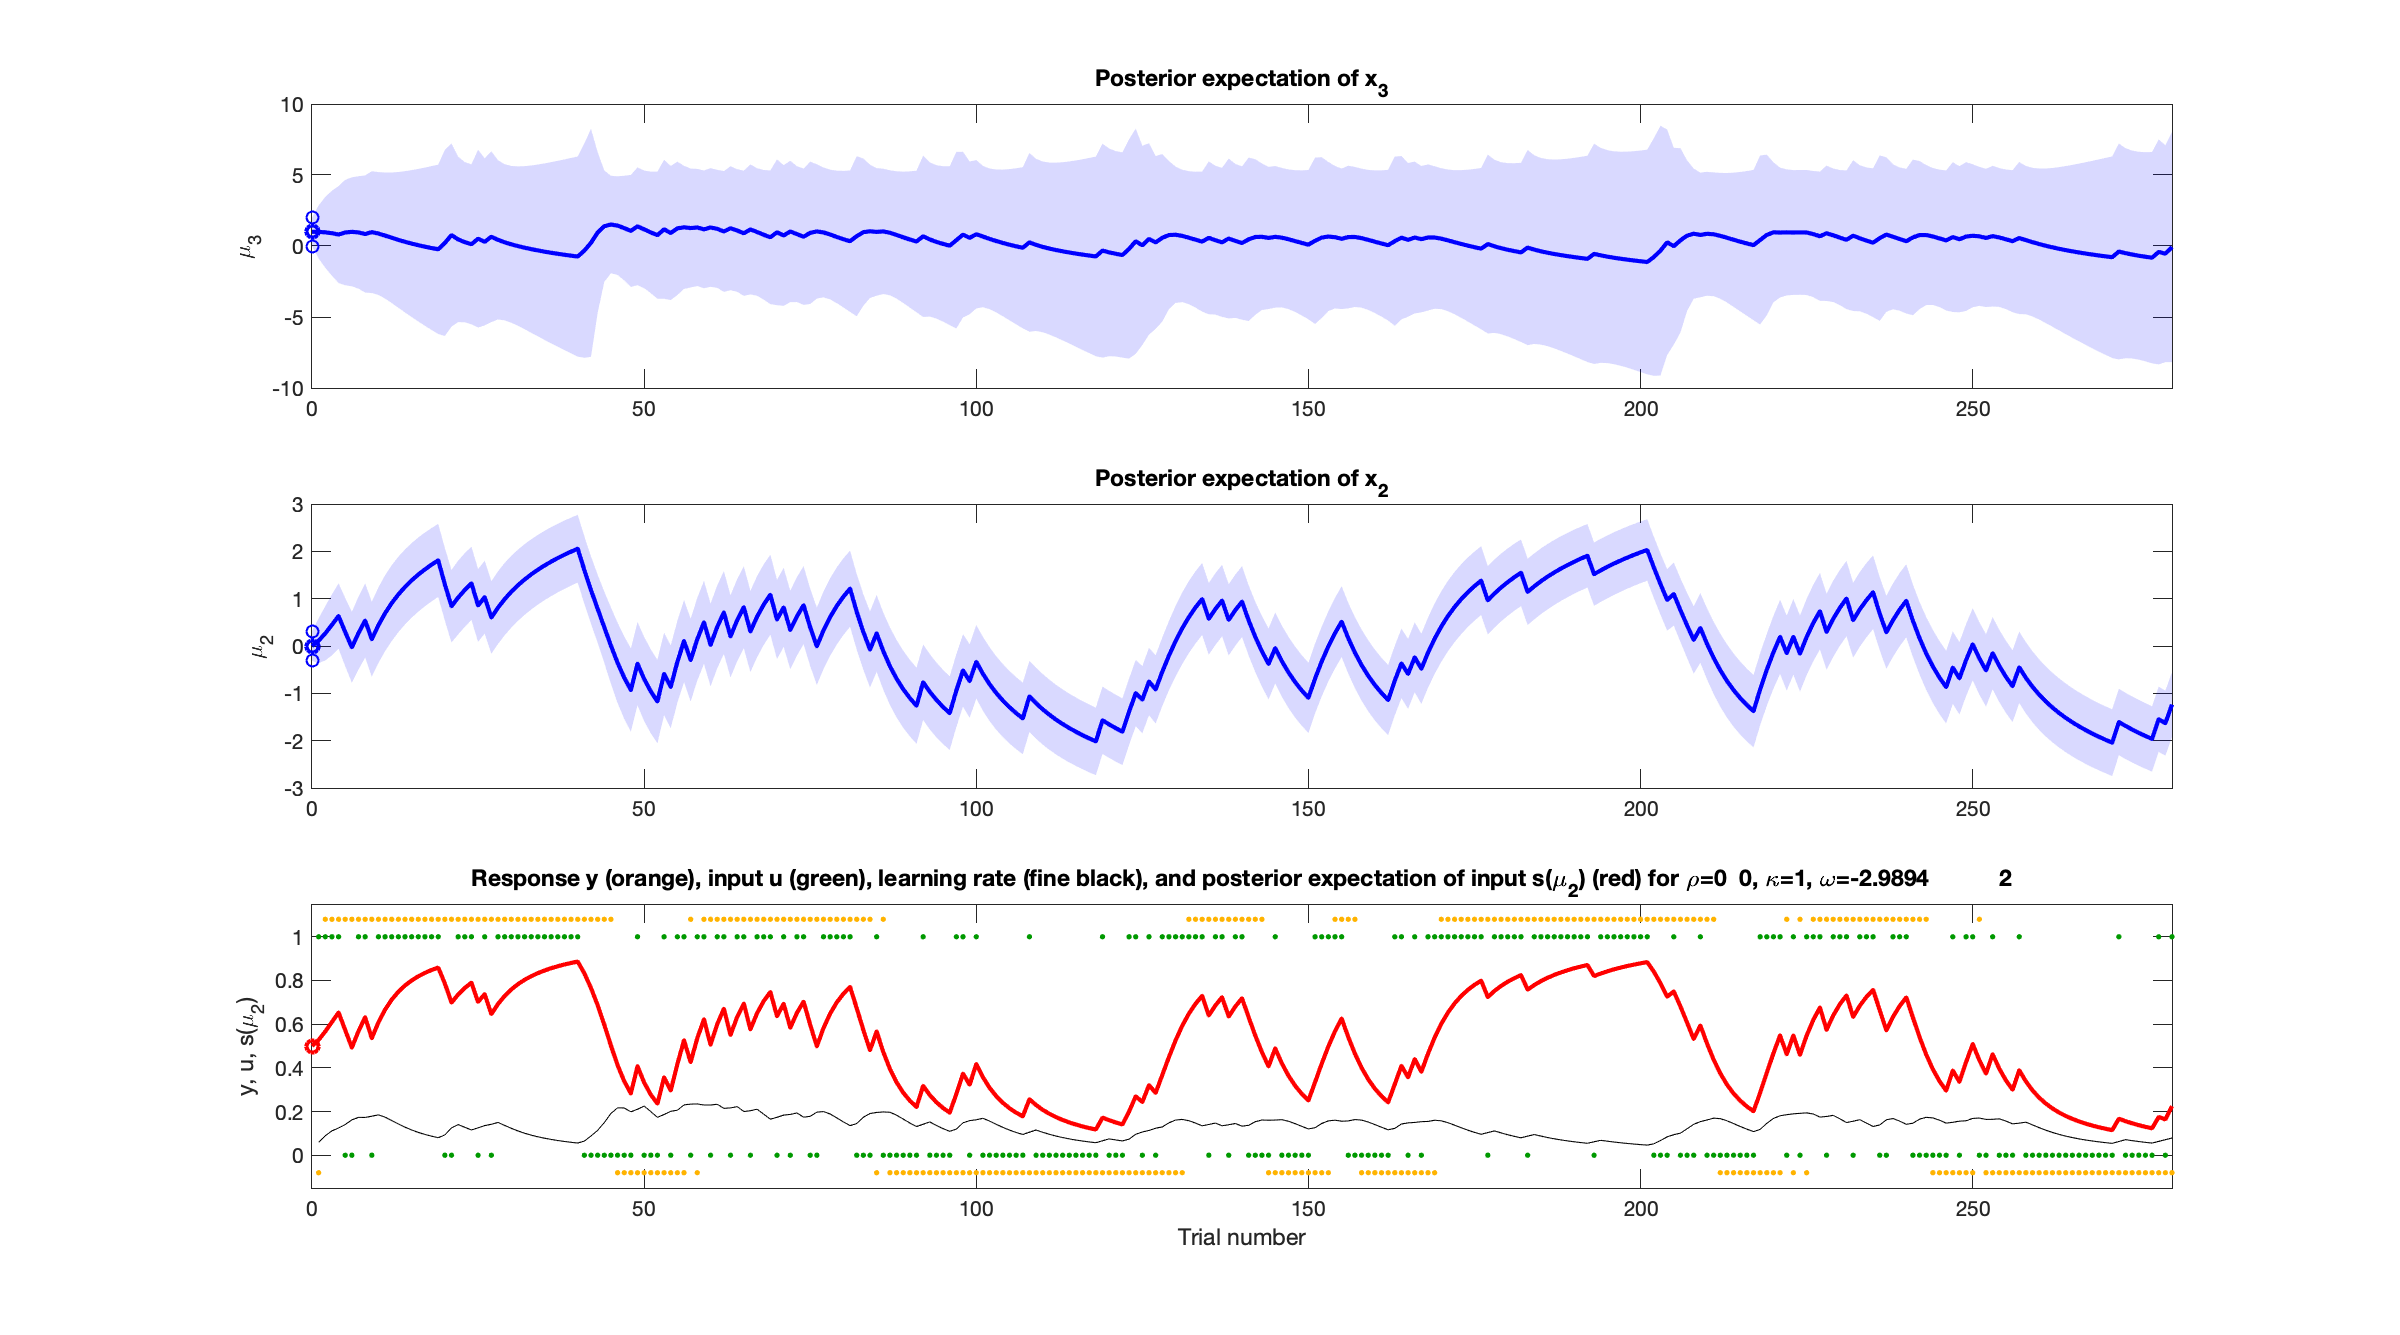 Posterior expectation of x3
10
5
0
-5
-10
μ3
0 50 100 150 200 250
Posterior expectation of x2
3
2
1
0
-1
-2
-3
μ2
0 50 100 150 200 250
Response y (orange), input u (green), learning rate (fine black), and posterior expectation of input s(μ2) (red) for ρ=0 0, κ=1, ω=-2.9894 2
1
0.8
0.6
0.4
0.2
0
y, u, s(μ2)
0 50 100 150 200 250
Trial number